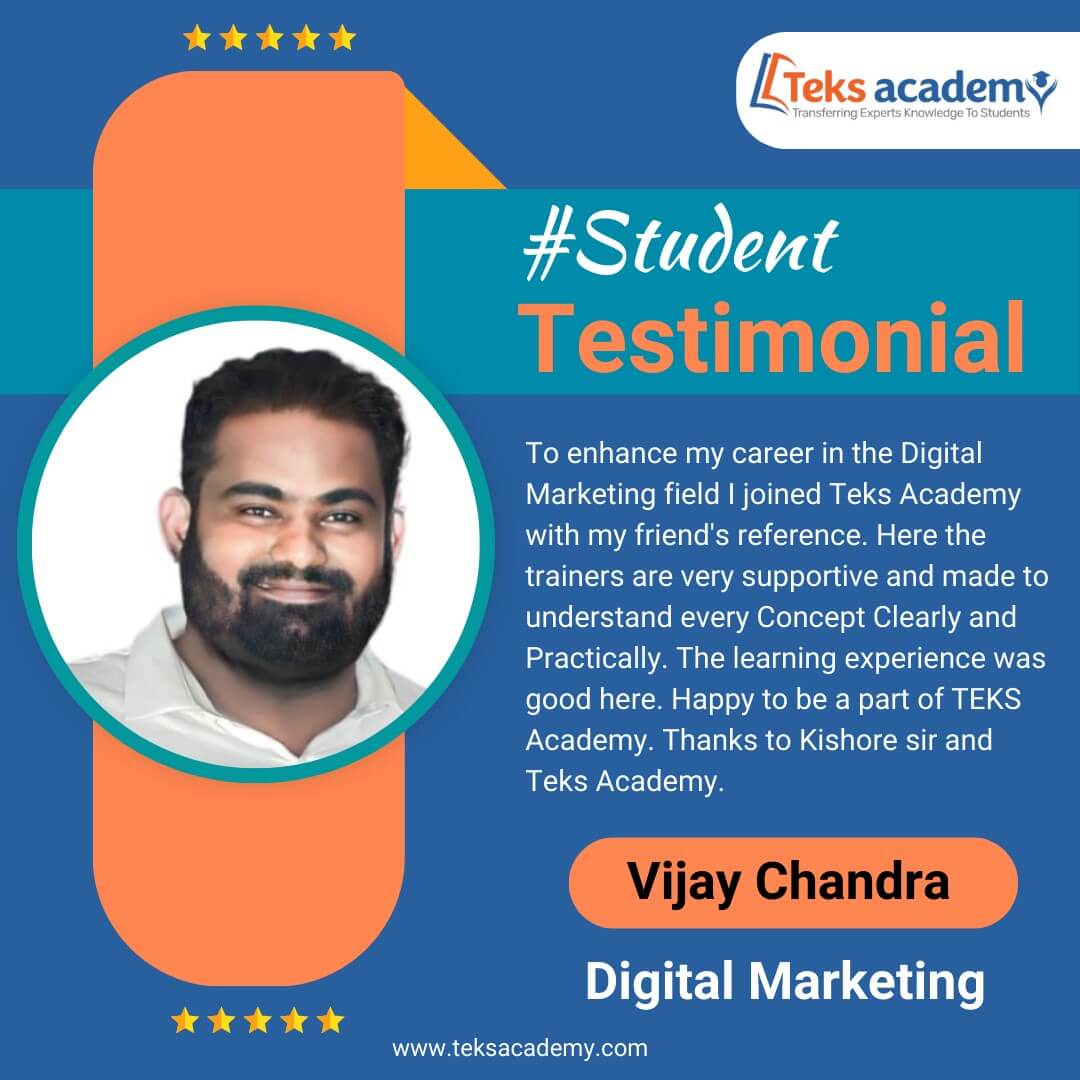 Teks academy
Transferring Experts Knowledge To Students
#Student
Testimonial
To enhance my career in the Digital
Marketing field I joined Teks Academy
with my friend's reference. Here the
trainers are very supportive and made to
understand every Concept Clearly and
Practically. The learning experience was
good here. Happy to be a part of TEKS
Academy. Thanks to Kishore sir and
Teks Academy.
Vijay Chandra
Digital Marketing
www.teksacademy.com